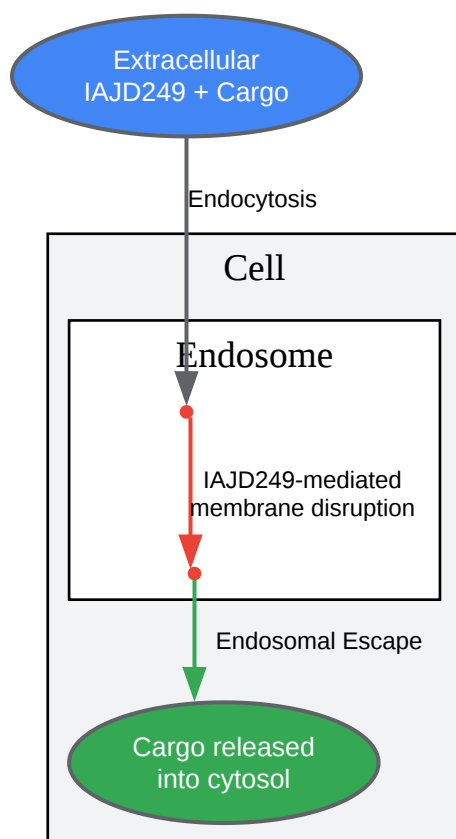 Extracellular
IAJD249 + Cargo
Endocytosis
Cell
Endosome
IAJD249-mediated
membrane disruption
Endosomal Escape
Cargo released
into cytosol